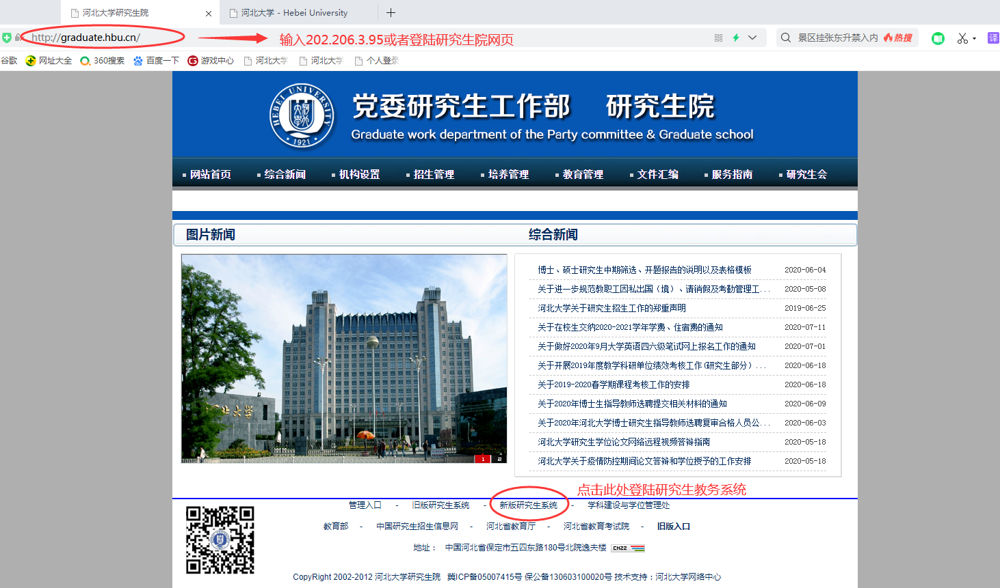 河北大学研究生院
河北大学 - Hebei University
http://graduate.hbu.cn/
输入202.206.3.95或者登陆研究生院网页
景区挂张东升禁入内
热搜
译
谷歌 网址大全 360搜索 百度一下 游戏中心 河北大学 河北大学 个人登录
HEBEI UNIVERSITY
1921
党委研究生工作部 研究生院
Graduate work department of the Party committee & Graduate school
网站首页 综合新闻 机构设置 招生管理 培养管理 教育管理 文件汇编 服务指南 研究生会
图片新闻
综合新闻
河北大学
1 2
博士、硕士研究生中期筛选、开题报告的说明以及表格模板 2020-06-04
关于进一步规范教职工因私出国（境）、请销假及考勤管理工... 2020-05-08
河北大学关于研究生招生工作的郑重声明 2019-06-25
关于在校生交纳2020-2021学年学费、住宿费的通知 2020-07-11
关于做好2020年9月大学英语四六级笔试网上报名工作的通知 2020-07-01
关于开展2019年度教学科研单位绩效考核工作(研究生部分）... 2020-06-18
关于2019-2020春学期课程考核工作的安排 2020-06-18
关于2020年博士生指导教师选聘提交相关材料的通知 2020-06-09
关于2020年河北大学博士研究生指导教师选聘复审合格人员公... 2020-06-03
河北大学研究生学位论文网络远程视频答辩指南 2020-05-18
河北大学关于疫情防控期间论文答辩和学位授予的工作安排 2020-05-18
点击此处登陆研究生教务系统
管理入口 - 旧版研究生系统 - 新版研究生系统 - 学科建设与学位管理处
教育部 - 中国研究生招生信息网 - 河北省教育厅 - 河北省教育考试院 - 旧版入口
地址： 中国河北省保定市五四东路180号北院逸夫楼 CNZZ
CopyRight 2002-2012 河北大学研究生院 冀ICP备05007415号 保公备130603100020号 技术支持：河北大学网络中心